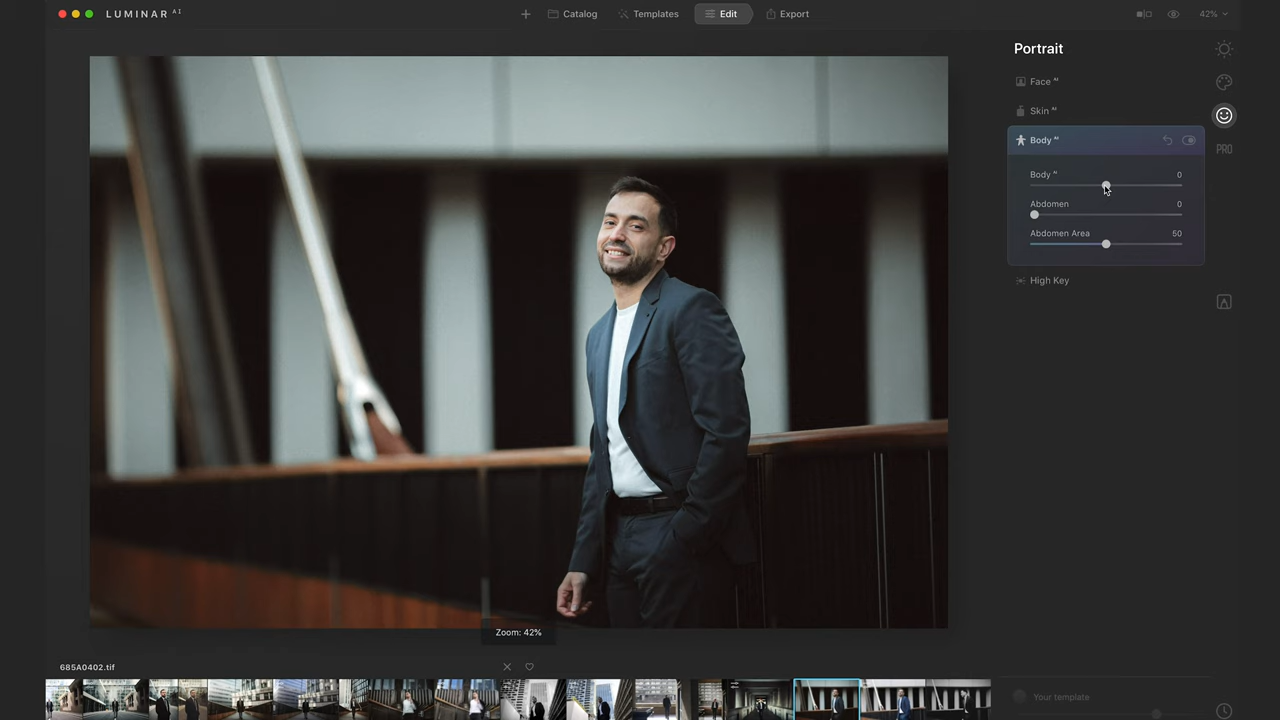 LUMINAR AI
Catalog
Templates
Edit
Export
42%
Portrait
Face AI
Skin AI
Body AI
PRO
Body AI 0
Abdomen 0
Abdomen Area 50
High Key
Zoom: 42%
685A0402.tif
Your template